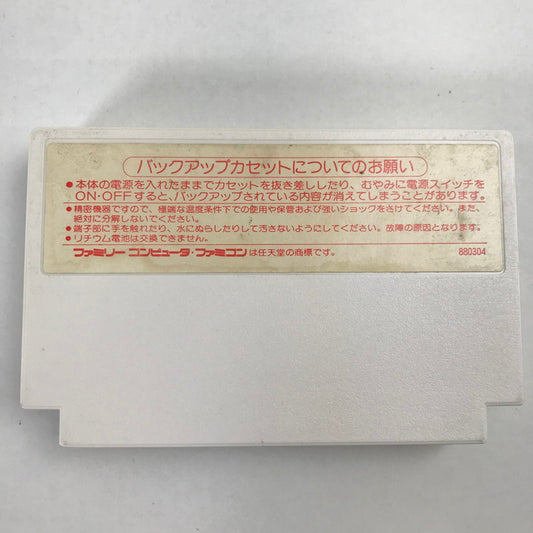 バックアップカセットについてのお願い
●本体の電源を入れたままでカセットを抜き差ししたり、むやみに電源スイッチを
ON・OFFすると、バックアップされている内容が消えてしまうことがあります。
●精密機器ですので、極端な温度条件下での使用や保管および強いショックをさけてください。また、
絶対に分解しないでください。
●端子部に手を触れたり、水にぬらしたりして汚さないようにしてください。故障の原因となります。
●リチウム電池は交換できません。
ファミリー コンピュータ・ファミコンは任天堂の商標です。 880304